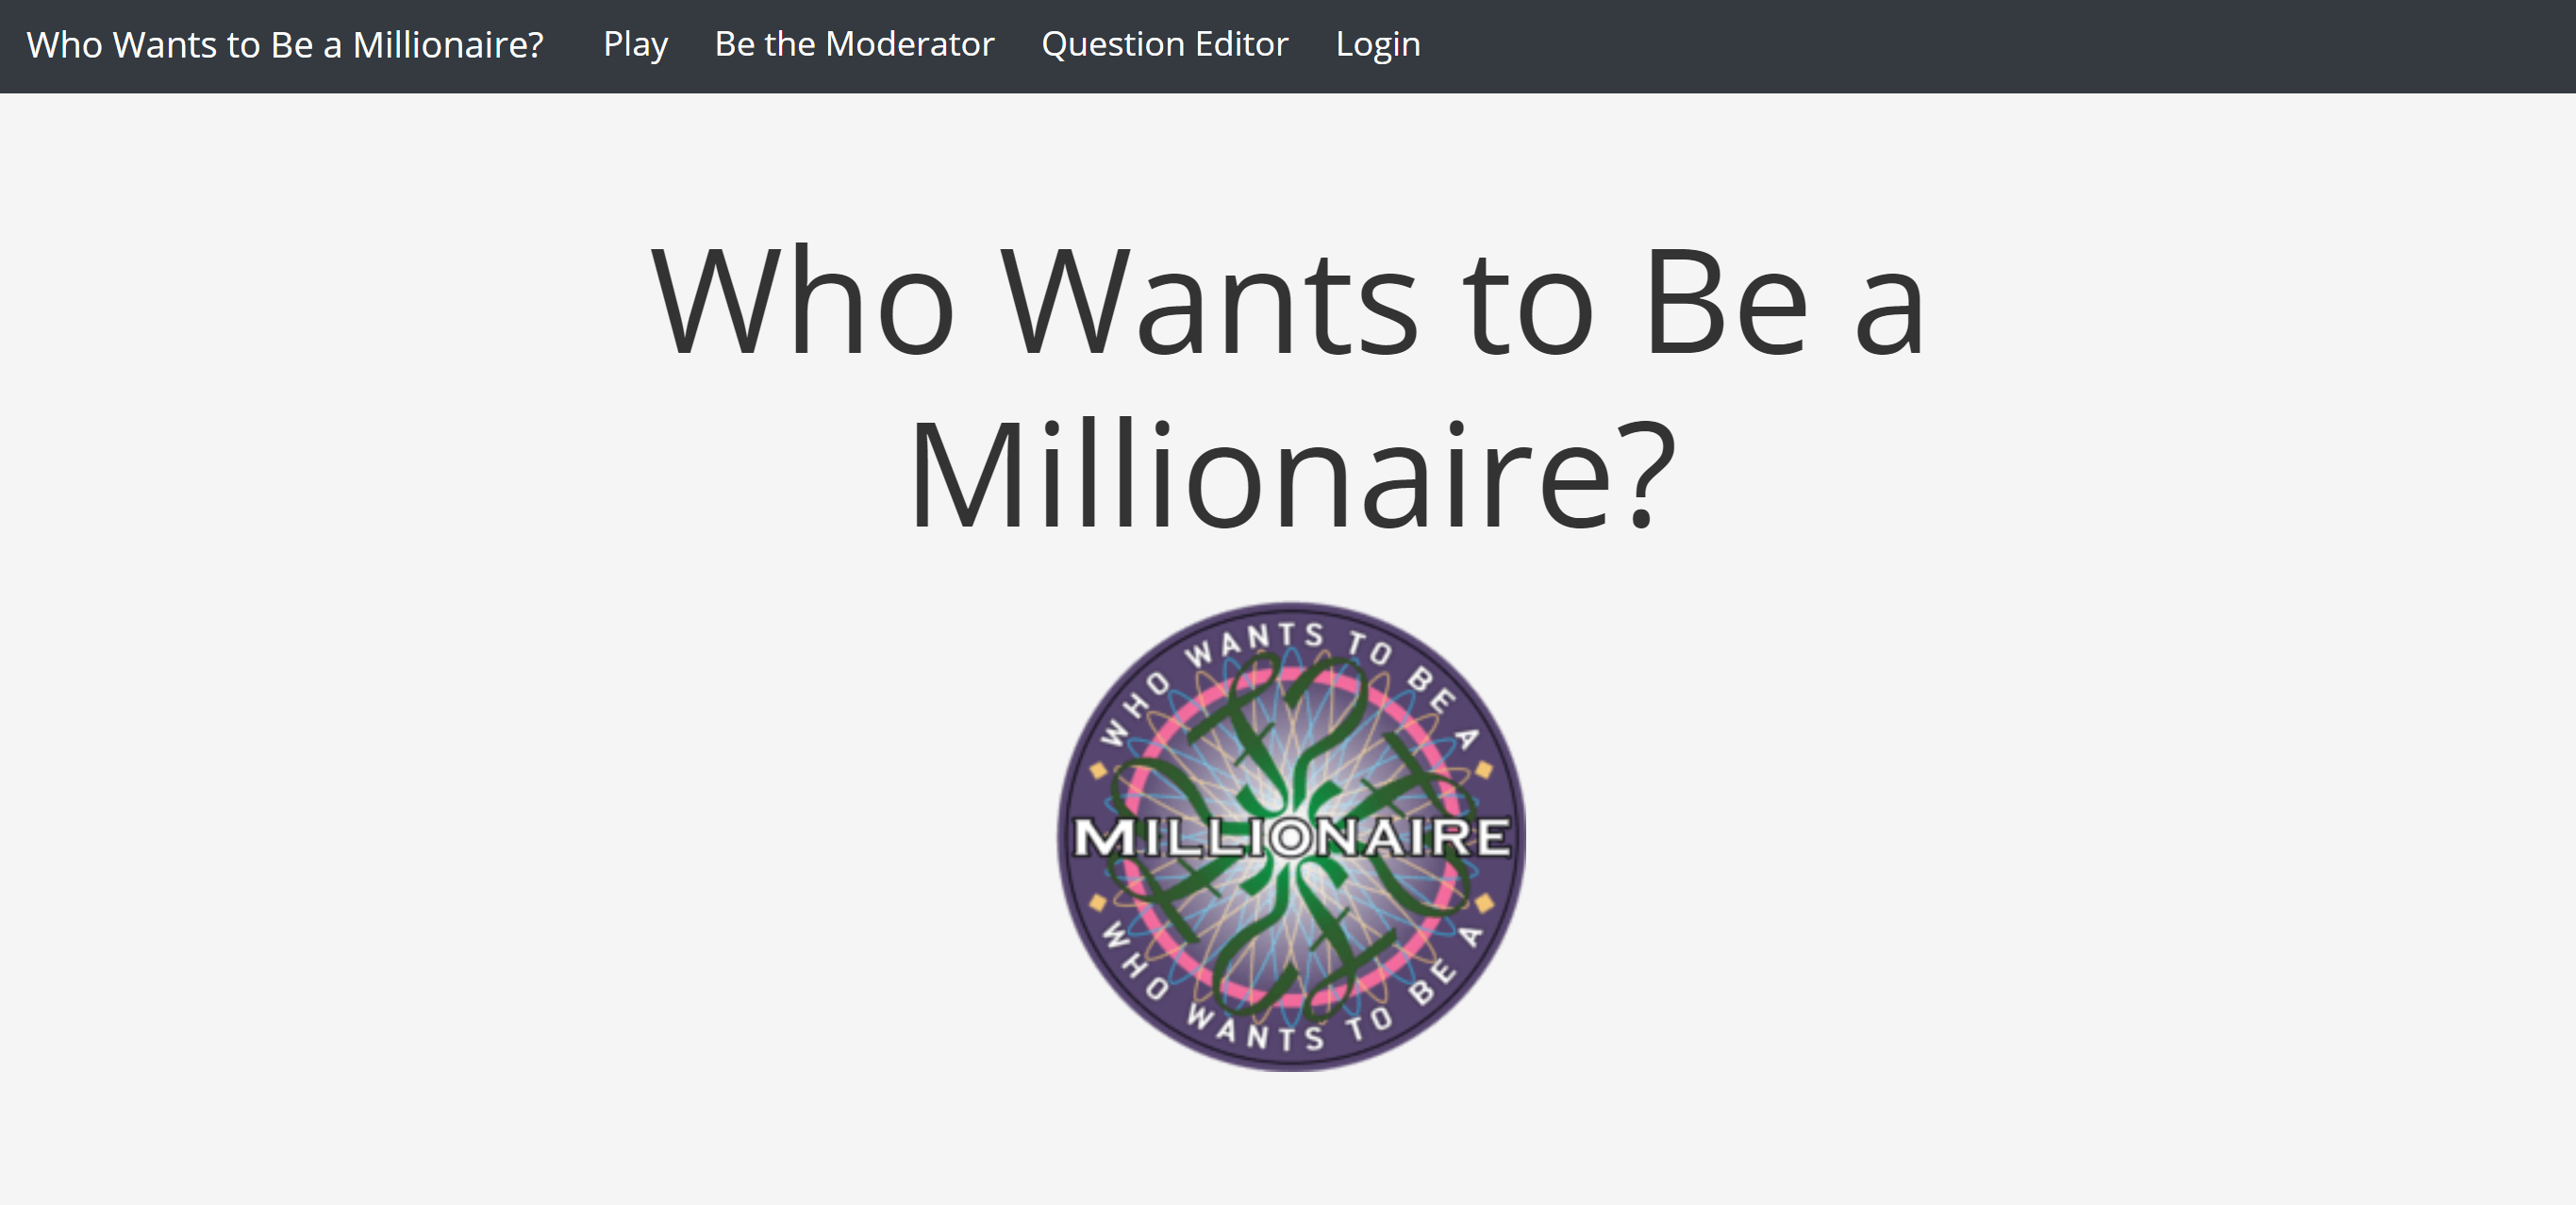 Who Wants to Be a Millionaire? Play Be the Moderator Question Editor Login
Who Wants to Be a
Millionaire?
WHO WANTS TO BE A
MILLIONAIRE
WHO WANTS TO BE A